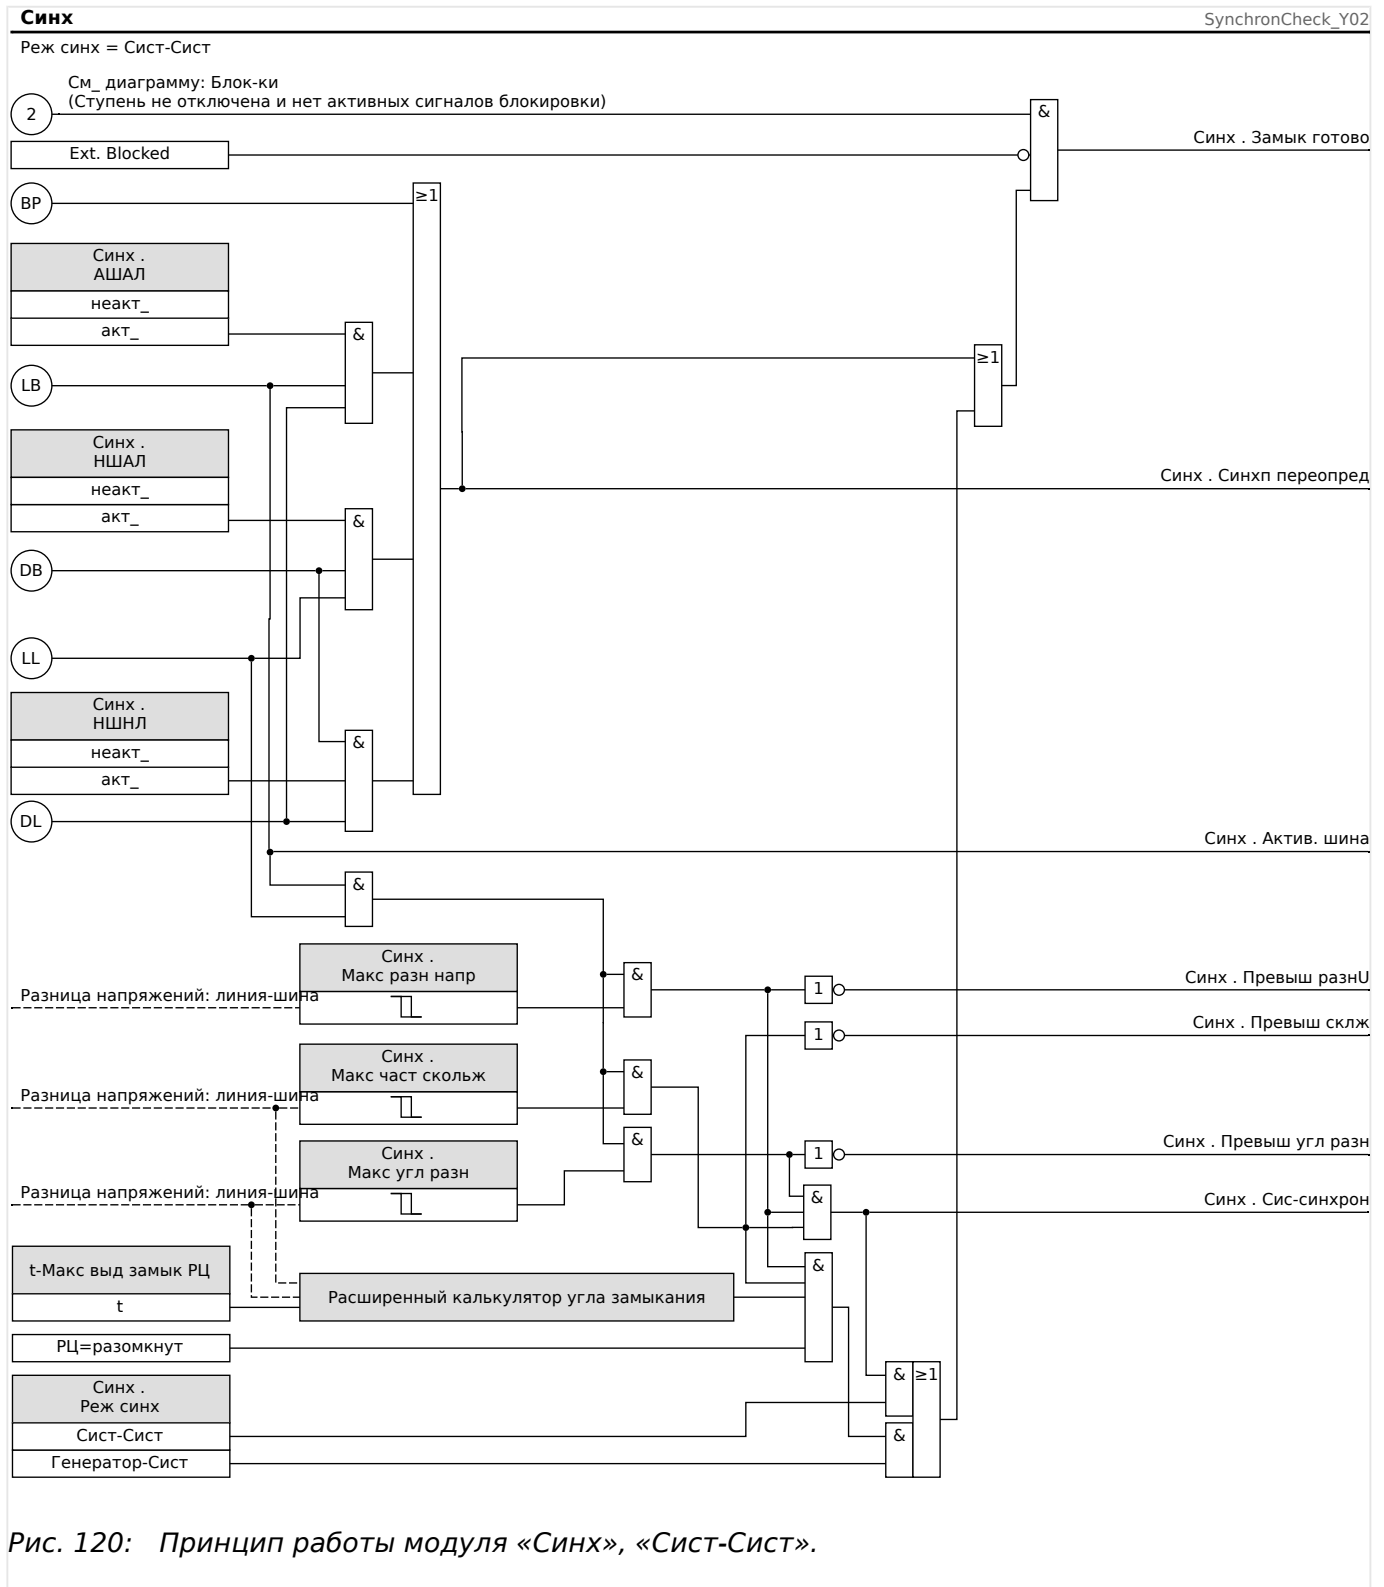 Синх
SynchronCheck_Y02
Реж синх = Сист-Сист
См_ диаграмму: Блок-ки
(Ступень не отключена и нет активных сигналов блокировки)
2
&
Ext. Blocked
Синх . Замык готово
BP
≥1
Синх .
АШАЛ
неакт_
акт_
&
≥1
LB
Синх .
НШАЛ
неакт_
акт_
&
Синх . Синхп переопред
DB
LL
Синх .
НШНЛ
неакт_
акт_
&
DL
Синх . Актив. шина
&
Синх .
Макс разн напр
Разница напряжений: линия-шина
&
1
Синх . Превыш разнU
1
Синх . Превыш склж
Синх .
Макс част скольж
Разница напряжений: линия-шина
&
&
1
Синх . Превыш угл разн
Синх .
Макс угл разн
Разница напряжений: линия-шина
&
Синх . Сис-синхрон
t-Макс выд замык РЦ
t
Расширенный калькулятор угла замыкания
&
РЦ=разомкнут
Синх .
Реж синх
Сист-Сист
Генератор-Сист
&
≥1
&
Рис. 120: Принцип работы модуля «Синх», «Сист-Сист».